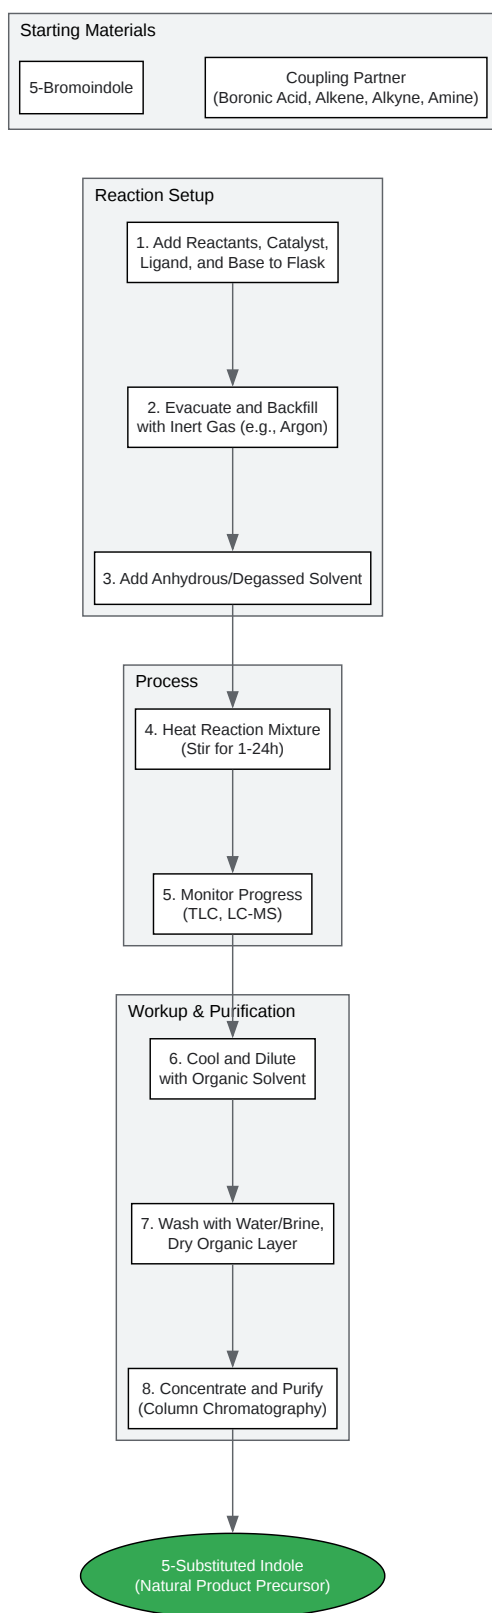 Starting Materials
5-Bromoindole
Coupling Partner
(Boronic Acid, Alkene, Alkyne, Amine)
Reaction Setup
1. Add Reactants, Catalyst,
Ligand, and Base to Flask
2. Evacuate and Backfill
with Inert Gas (e.g., Argon)
3. Add Anhydrous/Degassed Solvent
Process
4. Heat Reaction Mixture
(Stir for 1-24h)
5. Monitor Progress
(TLC, LC-MS)
Workup & Purification
6. Cool and Dilute
with Organic Solvent
7. Wash with Water/Brine,
Dry Organic Layer
8. Concentrate and Purify
(Column Chromatography)
5-Substituted Indole
(Natural Product Precursor)